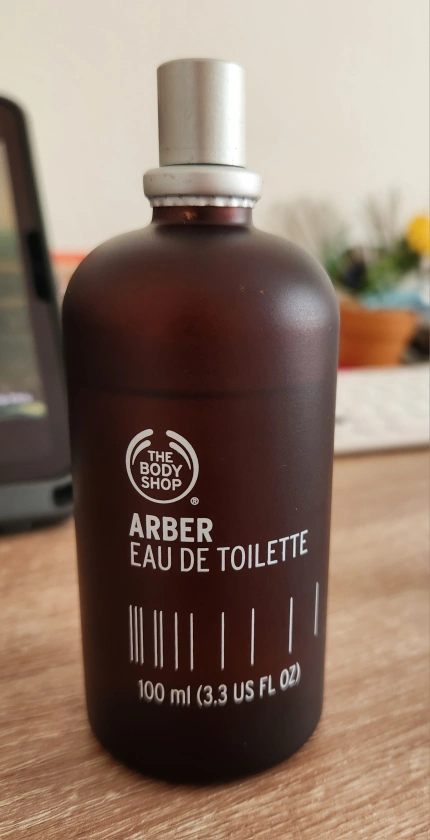 THE
BODY
SHOP
®
ARBER
EAU DE TOILETTE
100 ml (3.3 US FL OZ)